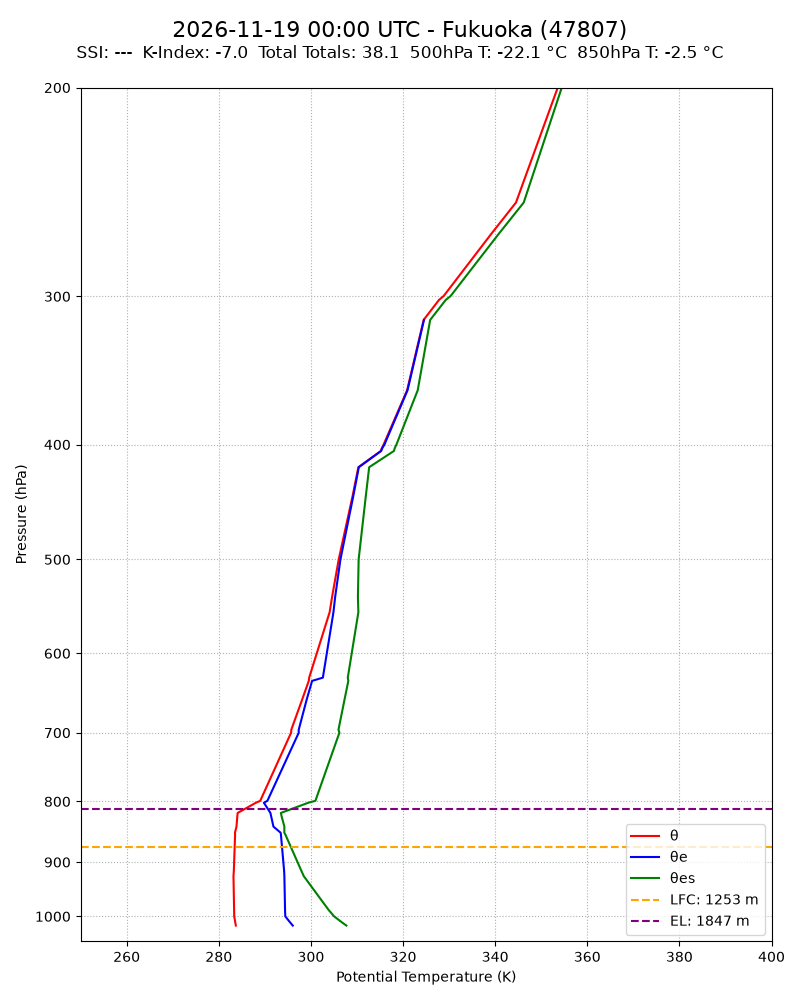 2026-11-19 00:00 UTC - Fukuoka (47807)
SSI: --- K-Index: -7.0 Total Totals: 38.1 500hPa T: -22.1 °C 850hPa T: -2.5 °C
200
300
400
500
600
700
800
900
1000
Pressure (hPa)
θ
θe
θes
LFC: 1253 m
EL: 1847 m
260
280
300
320
340
360
380
400
Potential Temperature (K)